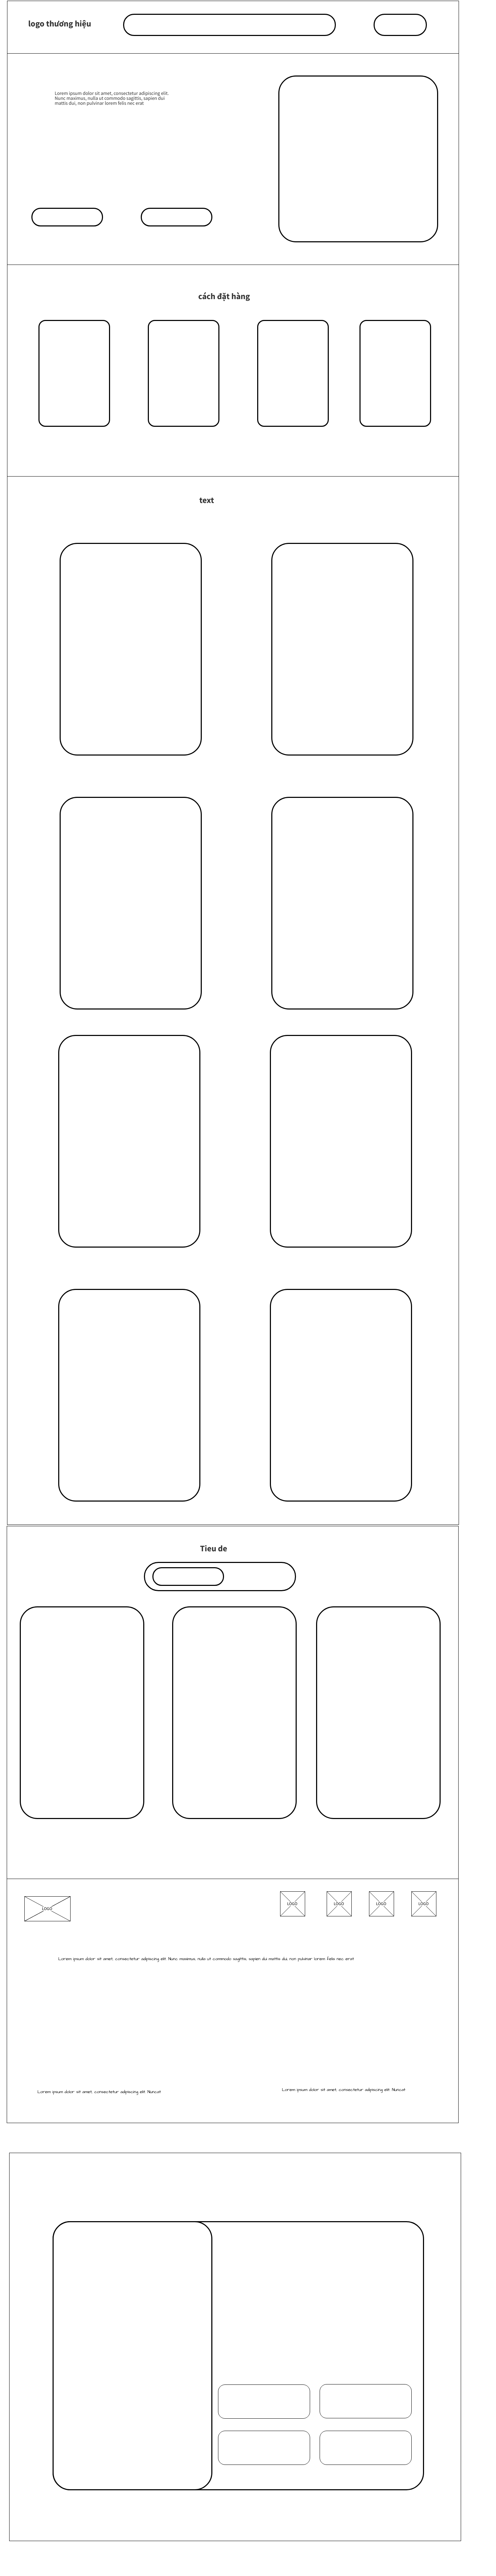 logo thương hiệu
Lorem ipsum dolor sit amet, consectetur adipiscing elit.
Nunc maximus, nulla ut commodo sagittis, sapien dui
mattis dui, non pulvinar lorem felis nec erat
cách đặt hàng
text
Tieu de
LOGO
LOGO
LOGO
LOGO
LOGO
Lorem ipsum dolor sit amet, consectetur adipiscing elit. Nunc maximus, nulla ut commodo sagittis, sapien dui mattis dui, non pulvinar lorem felis nec erat
Lorem ipsum dolor sit amet, consectetur adipiscing elit. Nuncat
Lorem ipsum dolor sit amet, consectetur adipiscing elit. Nuncat